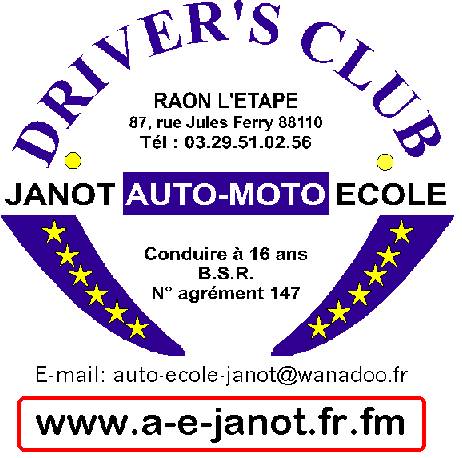 DRIVER'S CLUB
RAON L'ETAPE
87, rue Jules Ferry 88110
Tél : 03.29.51.02.56
JANOT AUTO-MOTO ECOLE
Conduire à 16 ans
B.S.R.
N° agrément 147
E-mail: auto-ecole-janot@wanadoo.fr
www.a-e-janot.fr.fm